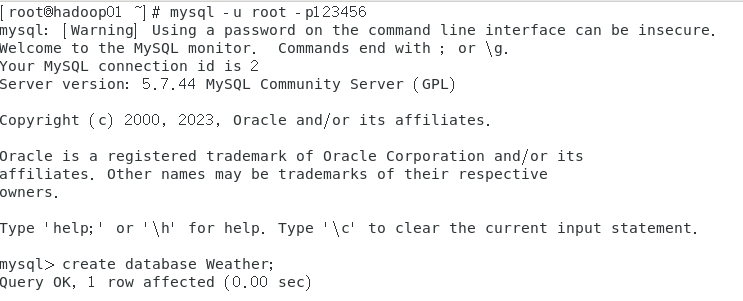 [root@hadoop01 ~]# mysql -u root -p123456
mysql: [Warning] Using a password on the command line interface can be insecure.
Welcome to the MySQL monitor.  Commands end with ; or \g.
Your MySQL connection id is 2
Server version: 5.7.44 MySQL Community Server (GPL)
Copyright (c) 2000, 2023, Oracle and/or its affiliates.
Oracle is a registered trademark of Oracle Corporation and/or its
affiliates. Other names may be trademarks of their respective
owners.
Type 'help;' or '\h' for help. Type '\c' to clear the current input statement.
mysql> create database Weather;
Query OK, 1 row affected (0.00 sec)